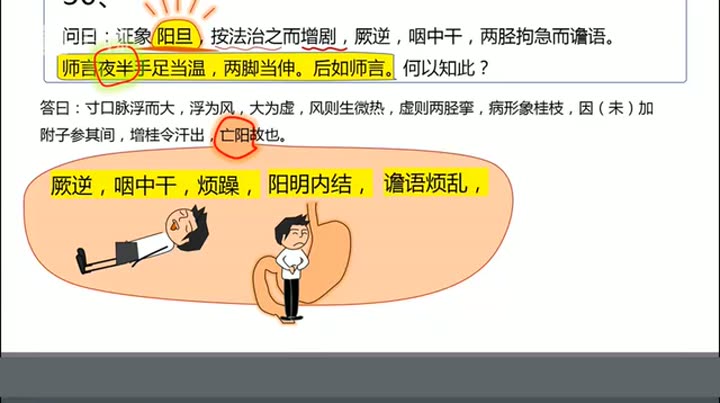 30、
问曰：证象阳旦，按法治之而增剧，厥逆，咽中干，两胫拘急而谵语。
师言夜半手足当温，两脚当伸。后如师言。何以知此？
答曰：寸口脉浮而大，浮为风，大为虚，风则生微热，虚则两胫挛，病形象桂枝，因（未）加
附子参其间，增桂令汗出，亡阳故也。
厥逆，咽中干，烦躁，阳明内结，谵语烦乱，